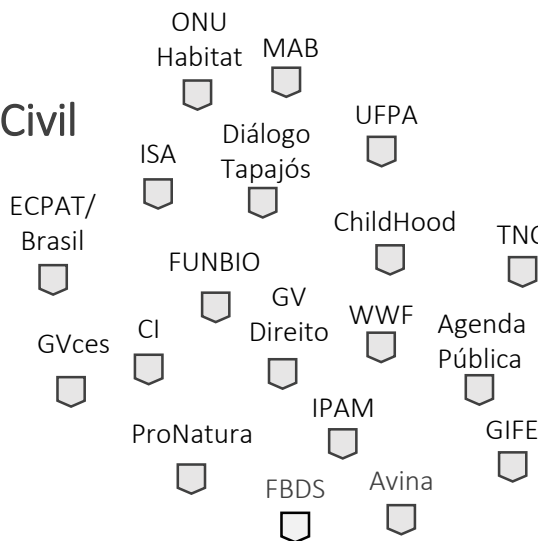 ONU
Habitat
MAB
Civil
UFPA
Diálogo
Tapajós
ISA
ECPAT/
Brasil
ChildHood
FUNBIO
GV
Direito
WWF
Agenda
Pública
GVces
CI
IPAM
ProNatura
GIFE
FBDS
Avina